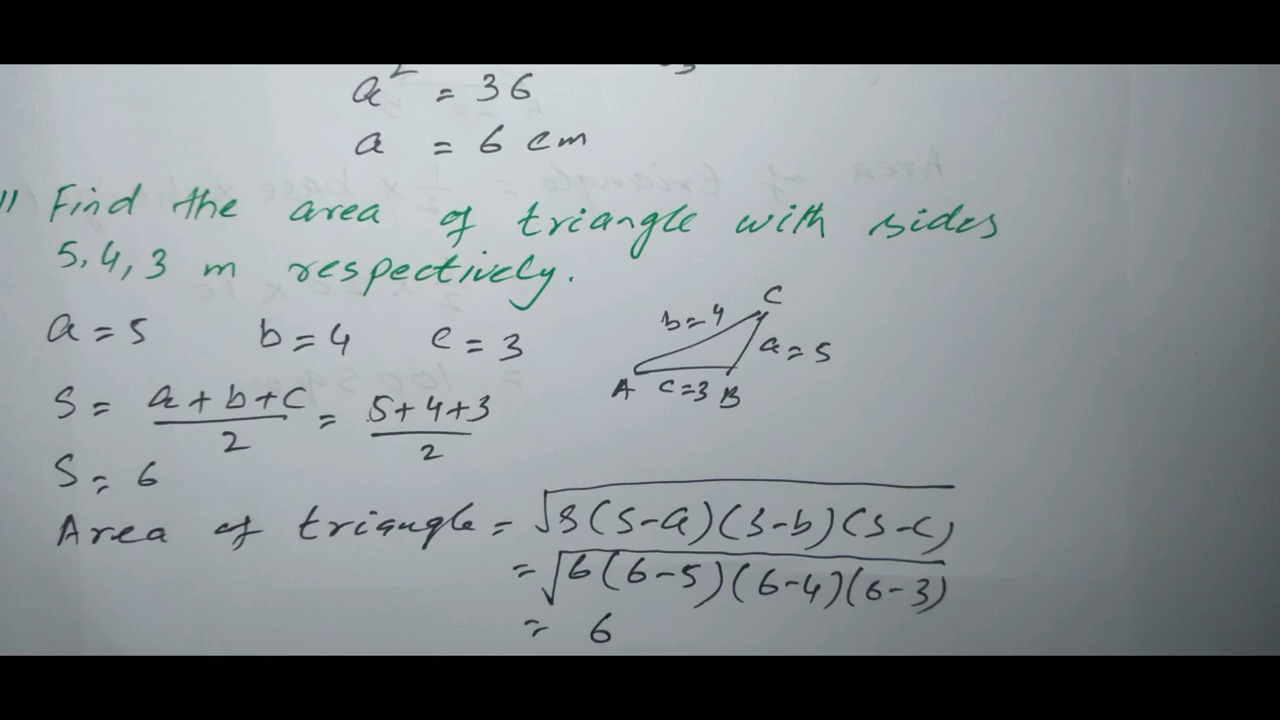 a² = 36
a = 6 cm
11 Find the area of triangle with sides
5, 4, 3 m respectively.
a = 5 b = 4 c = 3
C
b = 4
a = 5
A c = 3 B
S = a + b + c / 2 = 5 + 4 + 3 / 2
S = 6
Area of triangle = √s(s-a)(s-b)(s-c)
= √6(6-5)(6-4)(6-3)
= 6